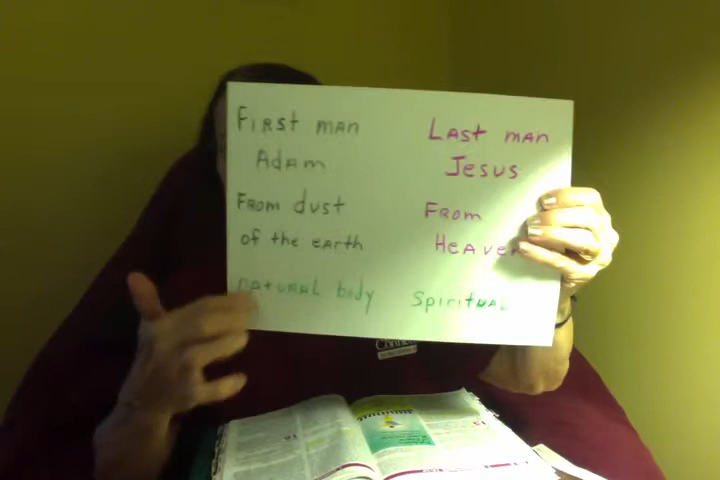 First man
Adam
From dust
of the earth
natural body
Last man
Jesus
From
Heaven
Spiritual